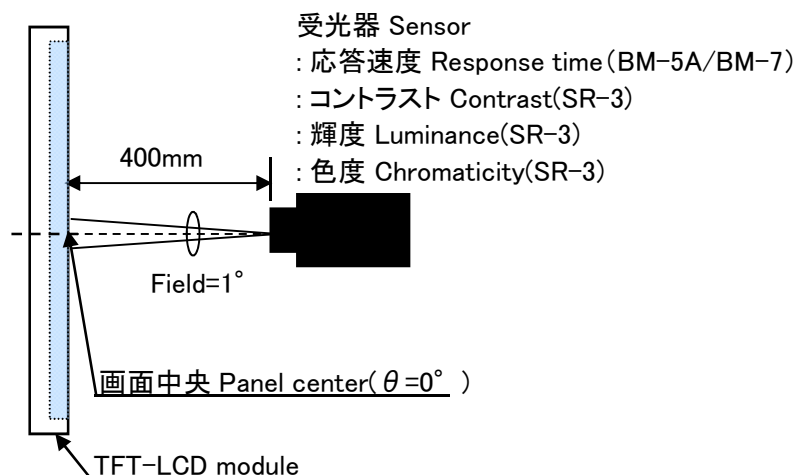 受光器 Sensor
: 応答速度 Response time(BM-5A/BM-7)
: コントラスト Contrast(SR-3)
: 輝度 Luminance(SR-3)
: 色度 Chromaticity(SR-3)
400mm
Field=1°
画面中央 Panel center( θ =0° )
TFT-LCD module